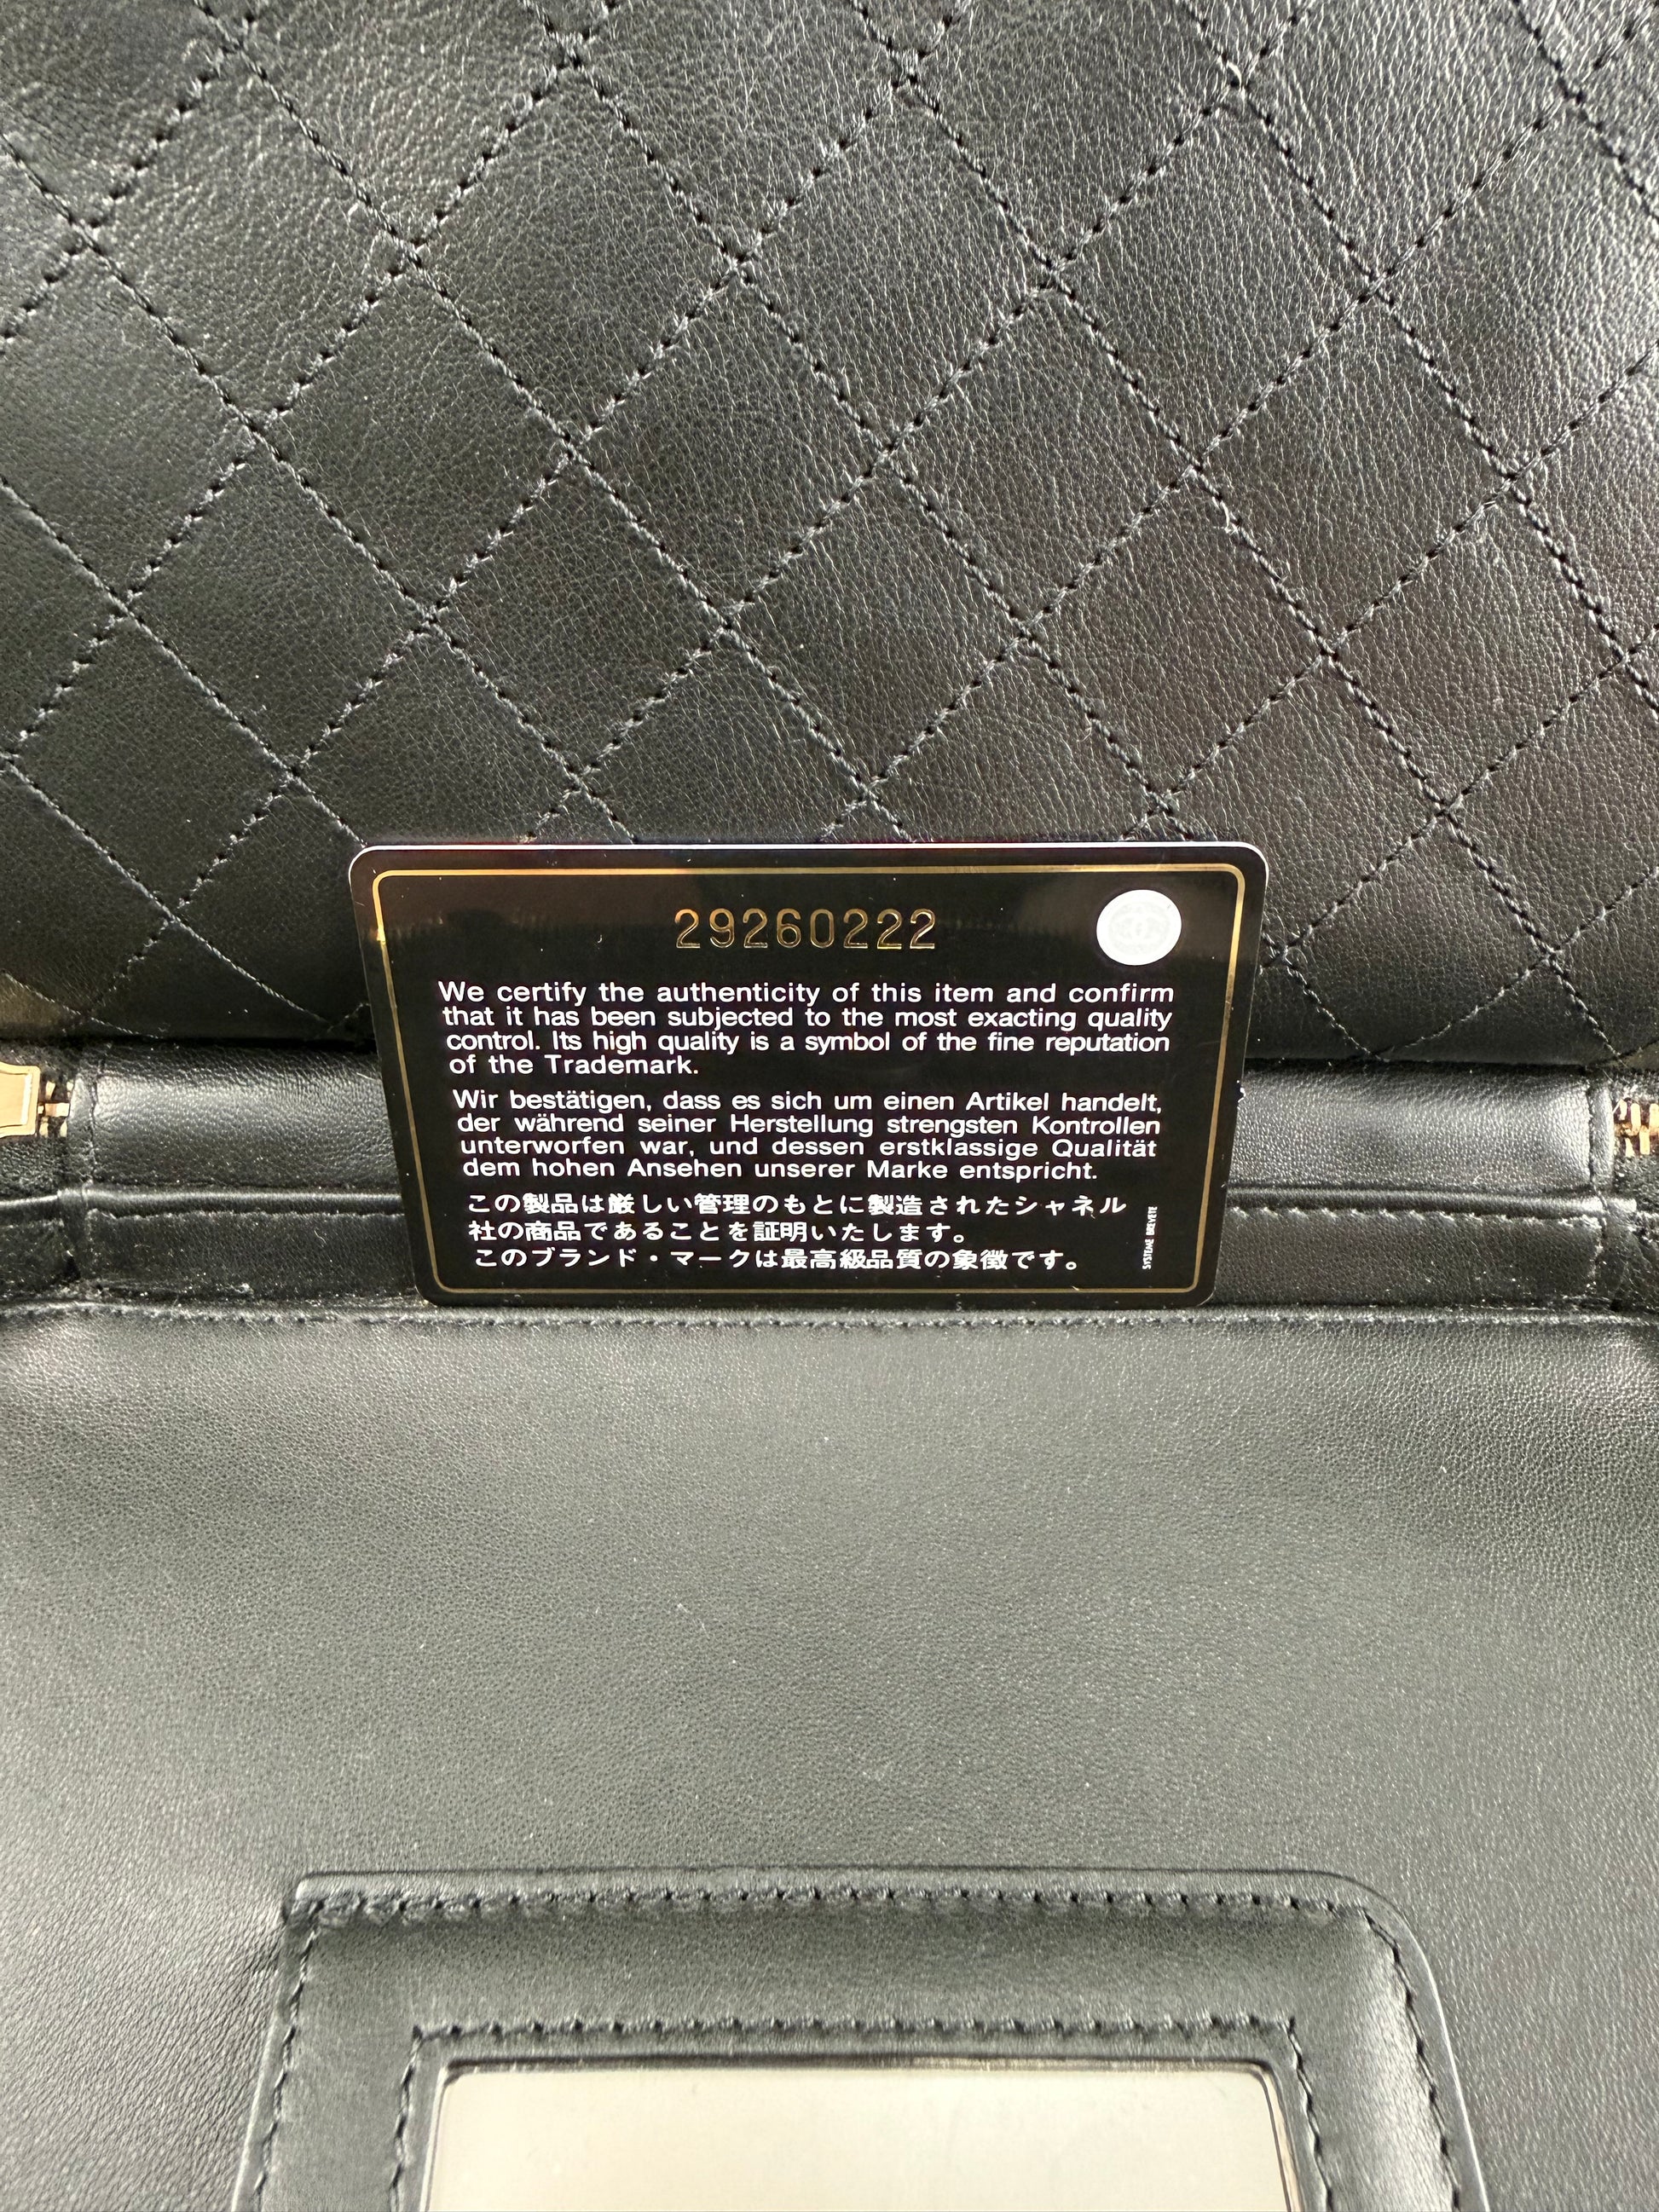 29260222
We certify the authenticity of this item and confirm
that it has been subjected to the most exacting quality
control. Its high quality is a symbol of the fine reputation
of the Trademark.
Wir bestätigen, dass es sich um einen Artikel handelt,
der während seiner Herstellung strengsten Kontrollen
unterworfen war, und dessen erstklassige Qualität
dem hohen Ansehen unserer Marke entspricht.
この製品は厳しい管理のもとに製造されたシャネル
社の商品であることを証明いたします。
このブランド・マークは最高級品質の象徴です。
SYSTEME BREVETE